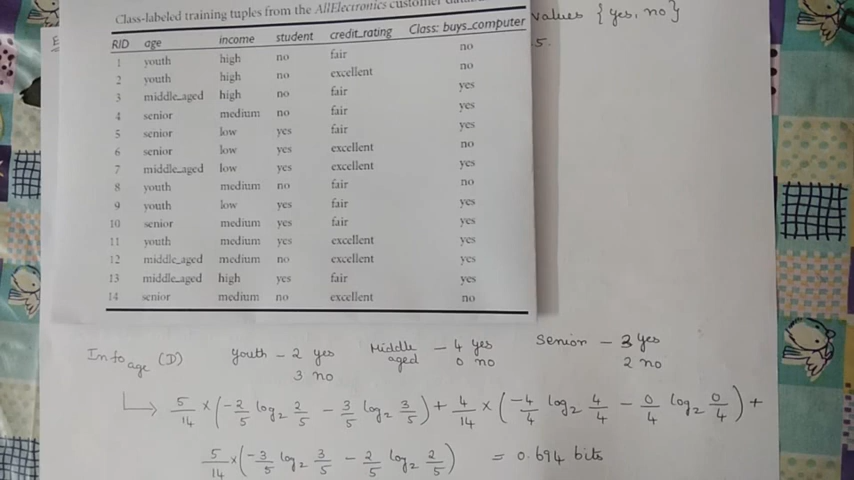 Class-labeled training tuples from the AllElectronics customer
values {yes, no}
RID age income student credit_rating Class: buys_computer
5.
1 youth high no fair no
2 youth high no excellent no
3 middle_aged high no fair yes
4 senior medium no fair yes
5 senior low yes fair yes
6 senior low yes excellent no
7 middle_aged low yes excellent yes
8 youth medium no fair no
9 youth low yes fair yes
10 senior medium yes fair yes
11 youth medium yes excellent yes
12 middle_aged medium no excellent yes
13 middle_aged high yes fair yes
14 senior medium no excellent no
Info age (D) Youth - 2 yes 3 no Middle aged - 4 yes 0 no Senior - 3 yes 2 no
↳ 5/14 × (-2/5 log₂ 2/5 - 3/5 log₂ 3/5) + 4/14 × (-4/4 log₂ 4/4 - 0/4 log₂ 0/4) +
5/14 × (-3/5 log₂ 3/5 - 2/5 log₂ 2/5) = 0.694 bits